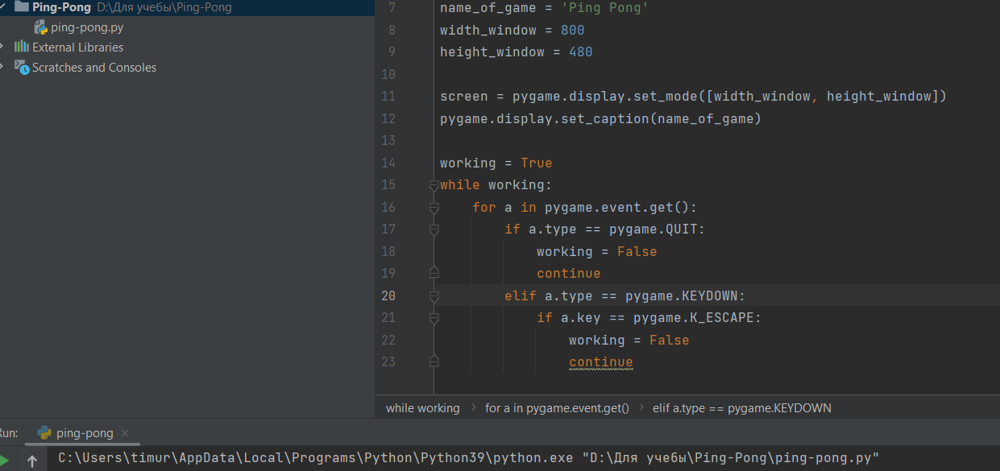 Ping-Pong D:\Для учебы\Ping-Pong
ping-pong.py
External Libraries
Scratches and Consoles
7 name_of_game = 'Ping Pong'
8 width_window = 800
9 height_window = 480
10
11 screen = pygame.display.set_mode([width_window, height_window])
12 pygame.display.set_caption(name_of_game)
13
14 working = True
15 while working:
16 for a in pygame.event.get():
17 if a.type == pygame.QUIT:
18 working = False
19 continue
20 elif a.type == pygame.KEYDOWN:
21 if a.key == pygame.K_ESCAPE:
22 working = False
23 continue
while working › for a in pygame.event.get() › elif a.type == pygame.KEYDOWN
Run: ping-pong
C:\Users\timur\AppData\Local\Programs\Python\Python39\python.exe "D:\Для учебы\Ping-Pong\ping-pong.py"